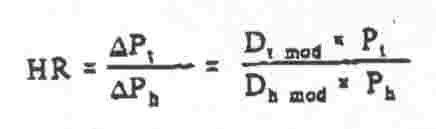 HR = ΔP_t / ΔP_h = D_t mod * P_t / D_h mod * P_h